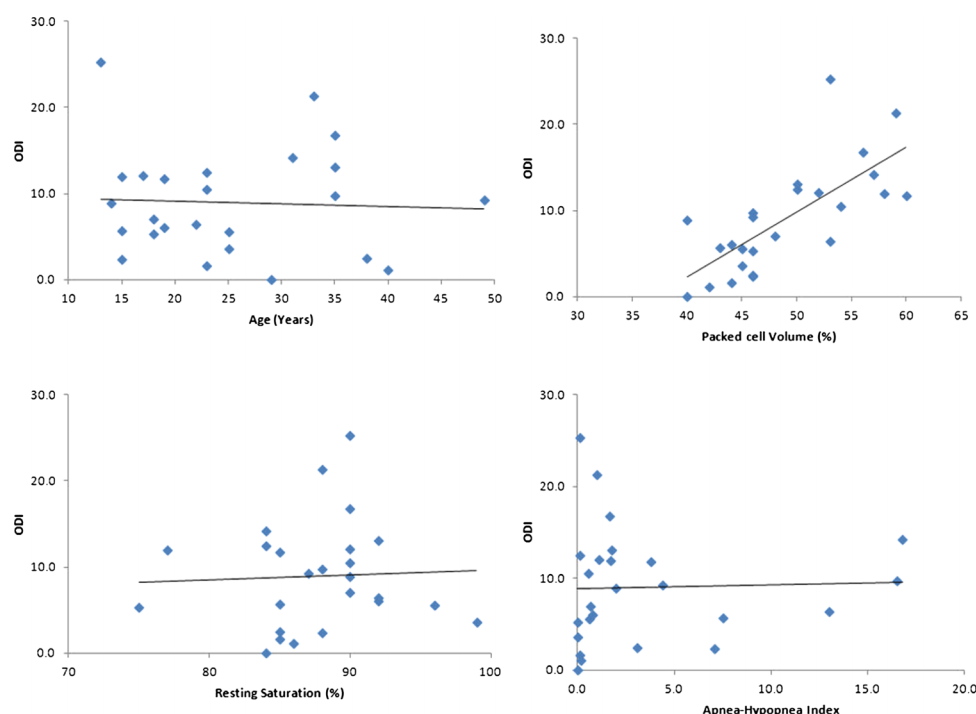 30.0
20.0
ODI
10.0
0.0
10 15 20 25 30 35 40 45 50
Age (Years)
30.0
20.0
ODI
10.0
0.0
30 35 40 45 50 55 60 65
Packed cell Volume (%)
30.0
20.0
ODI
10.0
0.0
70 80 90 100
Resting Saturation (%)
30.0
20.0
ODI
10.0
0.0
0.0 5.0 10.0 15.0 20.0
Apnea-Hypopnea Index